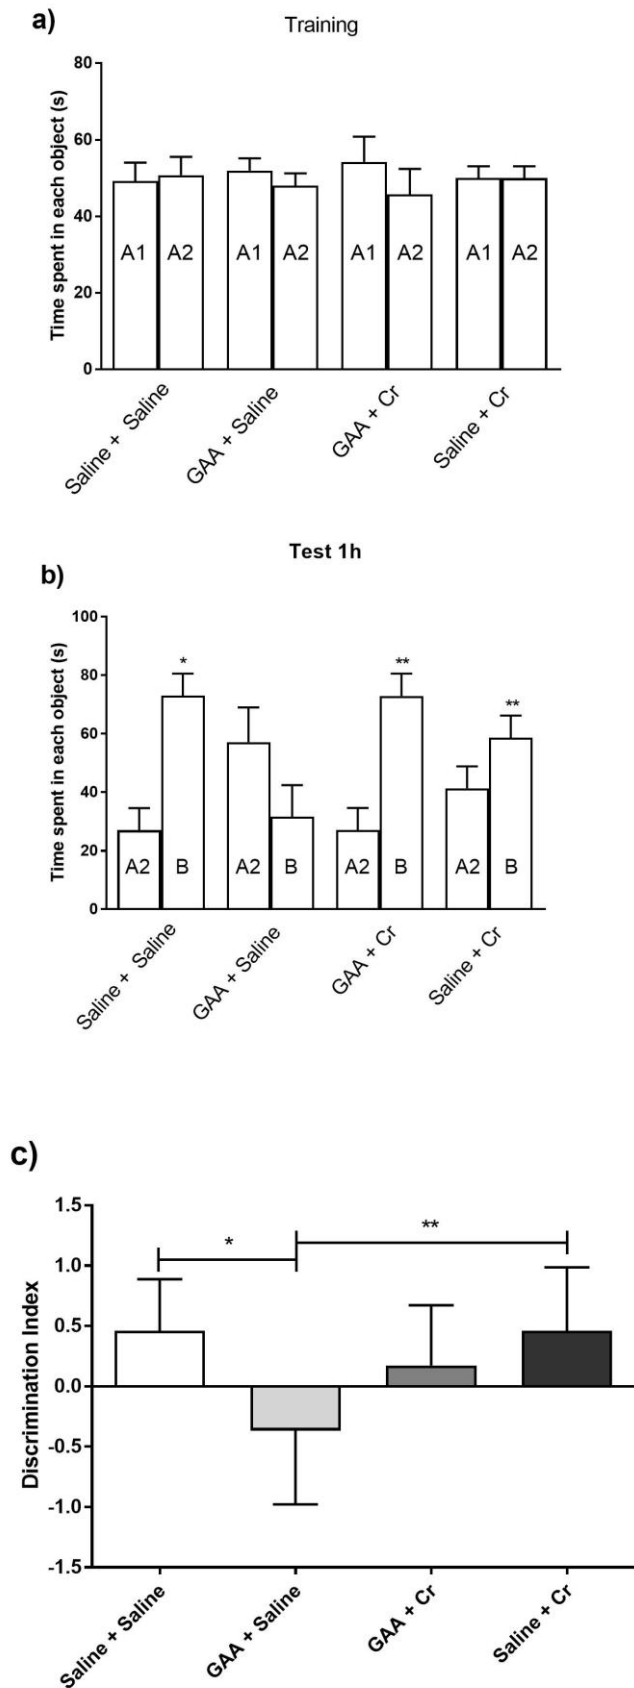 a)
Training
Time spent in each object (s)
80
60
40
20
0
A1 A2 A1 A2 A1 A2 A1 A2
Saline + Saline
GAA + Saline
GAA + Cr
Saline + Cr
Test 1h
b)
Time spent in each object (s)
100
80
60
40
20
0
* ** **
A2 B A2 B A2 B A2 B
Saline + Saline
GAA + Saline
GAA + Cr
Saline + Cr
c)
Discrimination Index
1.5
1.0
0.5
0.0
-0.5
-1.0
-1.5
* **
Saline + Saline
GAA + Saline
GAA + Cr
Saline + Cr